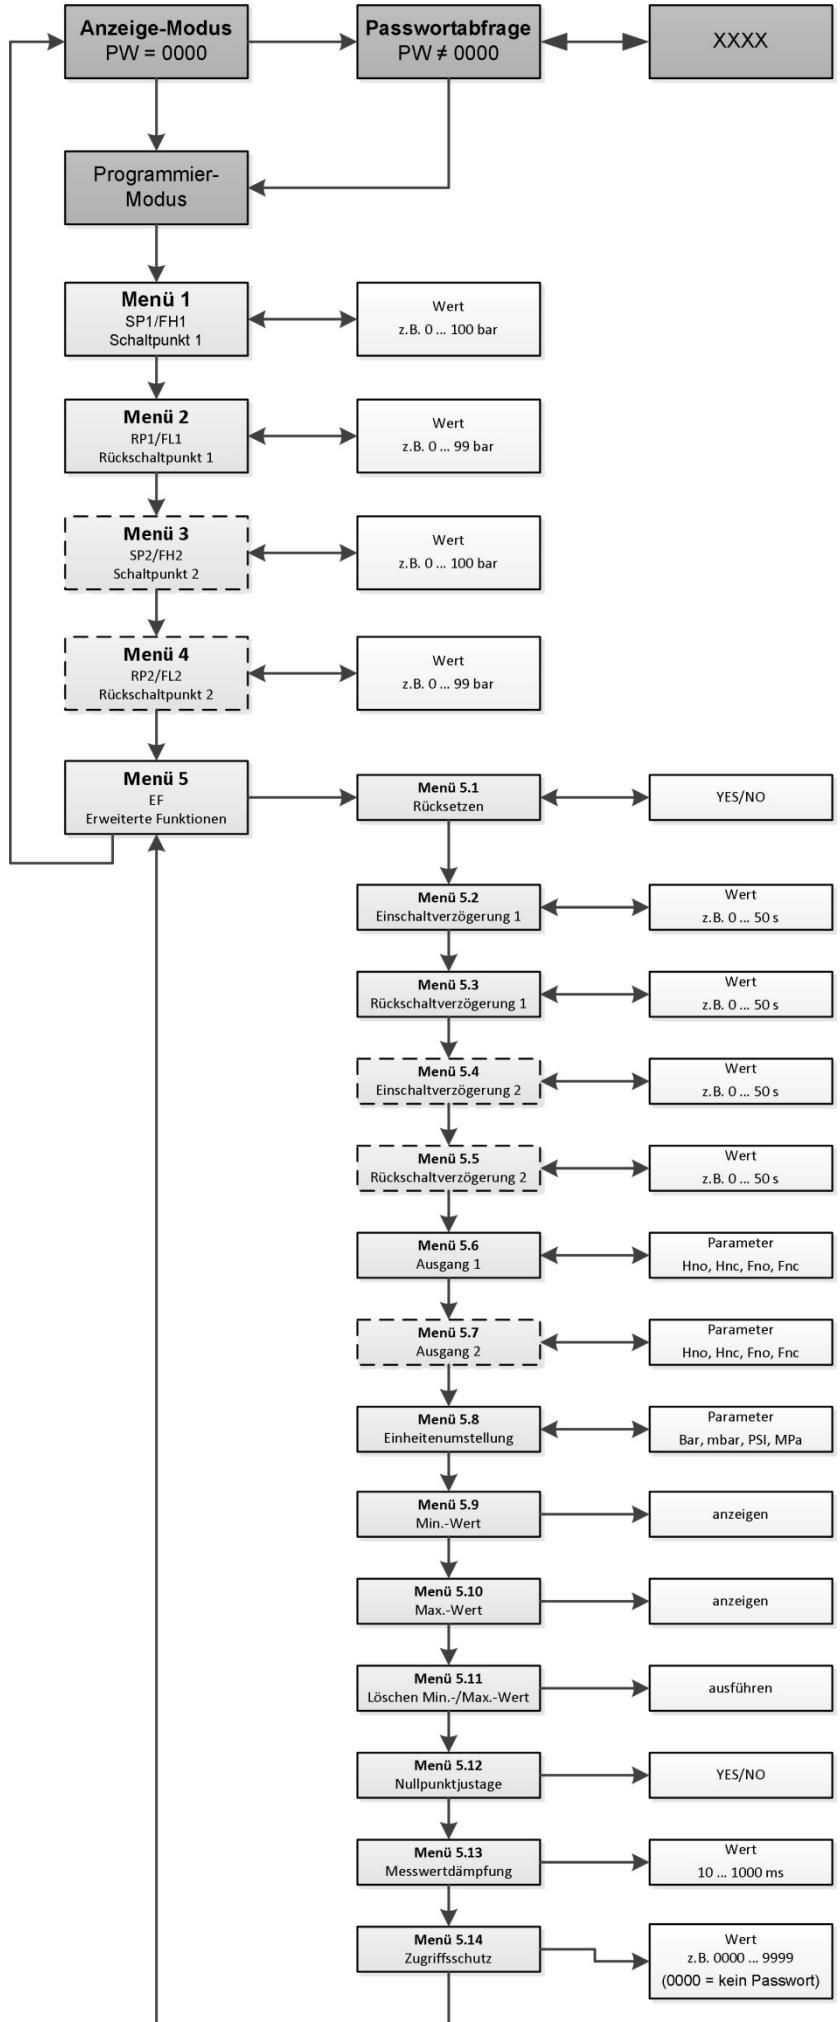 Anzeige-Modus
PW = 0000
Passwortabfrage
PW ≠ 0000
XXXX
Programmier-
Modus
Menü 1
SP1/FH1
Schaltpunkt 1
Wert
z.B. 0 ... 100 bar
Menü 2
RP1/FL1
Rückschaltpunkt 1
Wert
z.B. 0 ... 99 bar
Menü 3
SP2/FH2
Schaltpunkt 2
Wert
z.B. 0 ... 100 bar
Menü 4
RP2/FL2
Rückschaltpunkt 2
Wert
z.B. 0 ... 99 bar
Menü 5
EF
Erweiterte Funktionen
Menü 5.1
Rücksetzen
YES/NO
Menü 5.2
Einschaltverzögerung 1
Wert
z.B. 0 ... 50 s
Menü 5.3
Rückschaltverzögerung 1
Wert
z.B. 0 ... 50 s
Menü 5.4
Einschaltverzögerung 2
Wert
z.B. 0 ... 50 s
Menü 5.5
Rückschaltverzögerung 2
Wert
z.B. 0 ... 50 s
Menü 5.6
Ausgang 1
Parameter
Hno, Hnc, Fno, Fnc
Menü 5.7
Ausgang 2
Parameter
Hno, Hnc, Fno, Fnc
Menü 5.8
Einheitenumstellung
Parameter
Bar, mbar, PSI, MPa
Menü 5.9
Min.-Wert
anzeigen
Menü 5.10
Max.-Wert
anzeigen
Menü 5.11
Löschen Min.-/Max.-Wert
ausführen
Menü 5.12
Nullpunktjustage
YES/NO
Menü 5.13
Messwertdämpfung
Wert
10 ... 1000 ms
Menü 5.14
Zugriffsschutz
Wert
z.B. 0000 ... 9999
(0000 = kein Passwort)